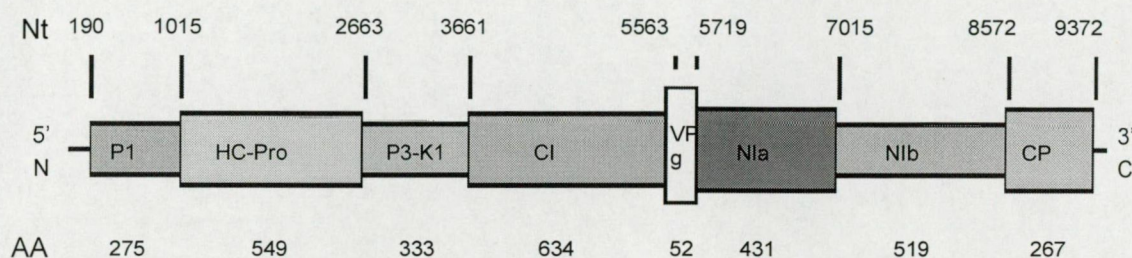 Nt 190 1015 2663 3661 5563 5719 7015 8572 9372
5' 3'
P1 HC-Pro P3-K1 CI VP NIa NIb CP
N g C
AA 275 549 333 634 52 431 519 267